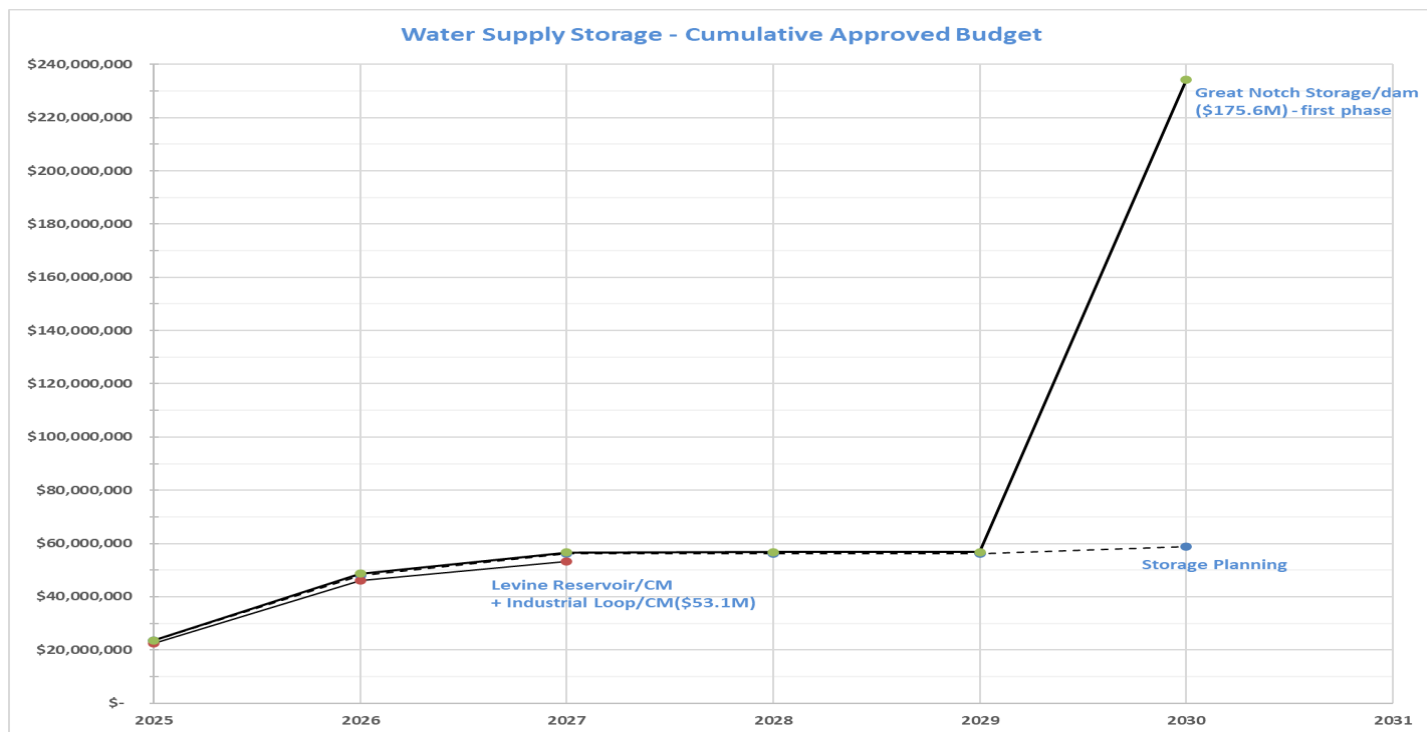 Water Supply Storage - Cumulative Approved Budget
$240,000,000
Great Notch Storage/dam
($175.6M) - first phase
$220,000,000
$200,000,000
$180,000,000
$160,000,000
$140,000,000
$120,000,000
$100,000,000
$80,000,000
$60,000,000
Storage Planning
Levine Reservoir/CM
+ Industrial Loop/CM($53.1M)
$40,000,000
$20,000,000
$-
2025 2026 2027 2028 2029 2030 2031